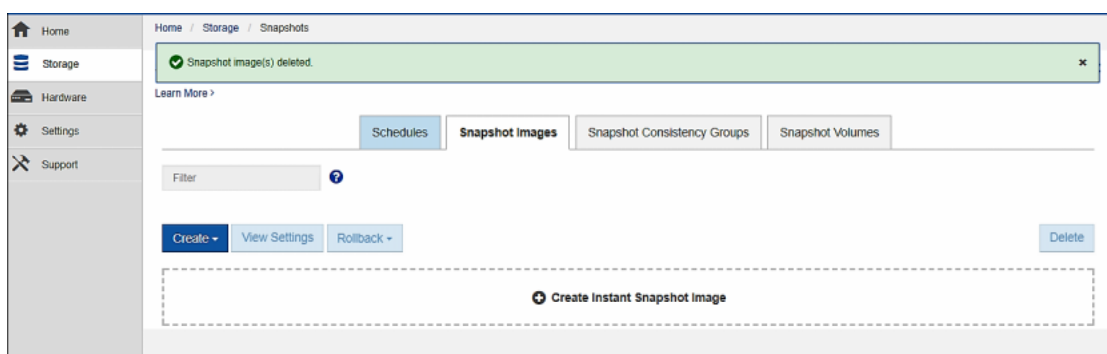 Home
Storage
Hardware
Settings
Support
Home / Storage / Snapshots
Snapshot image(s) deleted.
Learn More >
Schedules
Snapshot Images
Snapshot Consistency Groups
Snapshot Volumes
Filter
Create
View Settings
Rollback
Delete
Create Instant Snapshot Image